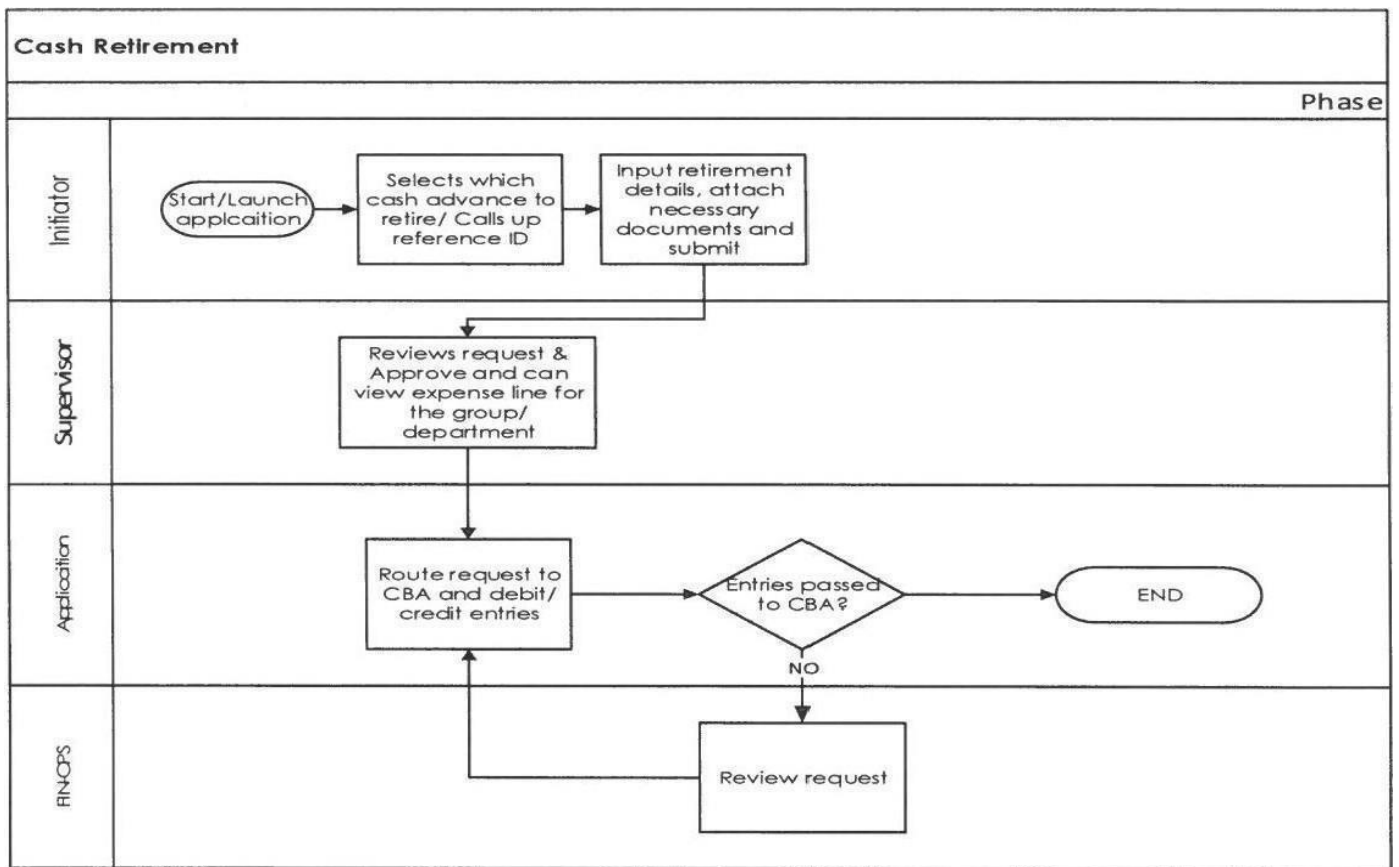 Cash Retirement
Phase
Initiator
Start/Launch
applcaition
Selects which
cash advance to
retire/ Calls up
reference ID
Input retirement
details, attach
necessary
documents and
submit
Supervisor
Reviews request &
Approve and can
view expense line for
the group/
department
Application
Route request to
CBA and debit/
credit entries
Entries passed
to CBA?
END
NO
FIN-OPS
Review request